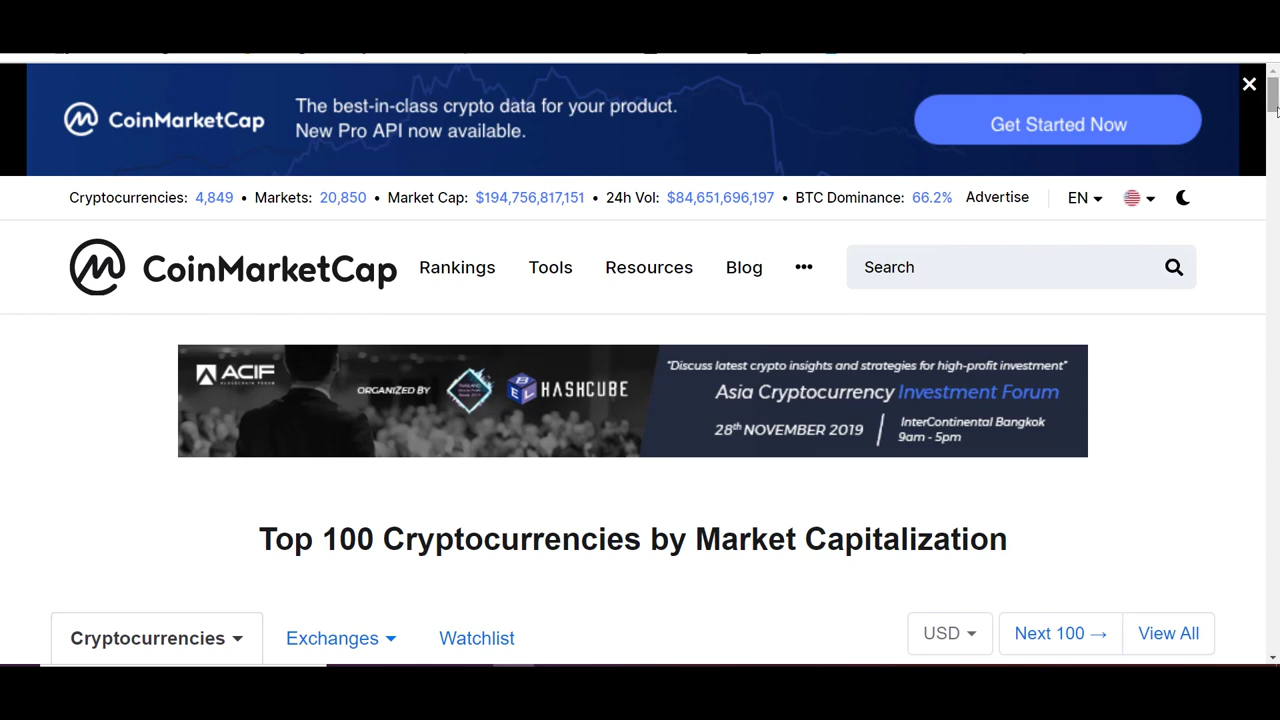 CoinMarketCap
The best-in-class crypto data for your product.
New Pro API now available.
Get Started Now
Cryptocurrencies: 4,849 • Markets: 20,850 • Market Cap: $194,756,817,151 • 24h Vol: $84,651,696,197 • BTC Dominance: 66.2% Advertise EN
CoinMarketCap Rankings Tools Resources Blog ••• Search
ACIF
ORGANIZED BY
HASHCUBE
"Discuss latest crypto insights and strategies for high-profit investment"
Asia Cryptocurrency Investment Forum
28th NOVEMBER 2019
InterContinental Bangkok
9am - 5pm
Top 100 Cryptocurrencies by Market Capitalization
Cryptocurrencies Exchanges Watchlist USD Next 100 → View All